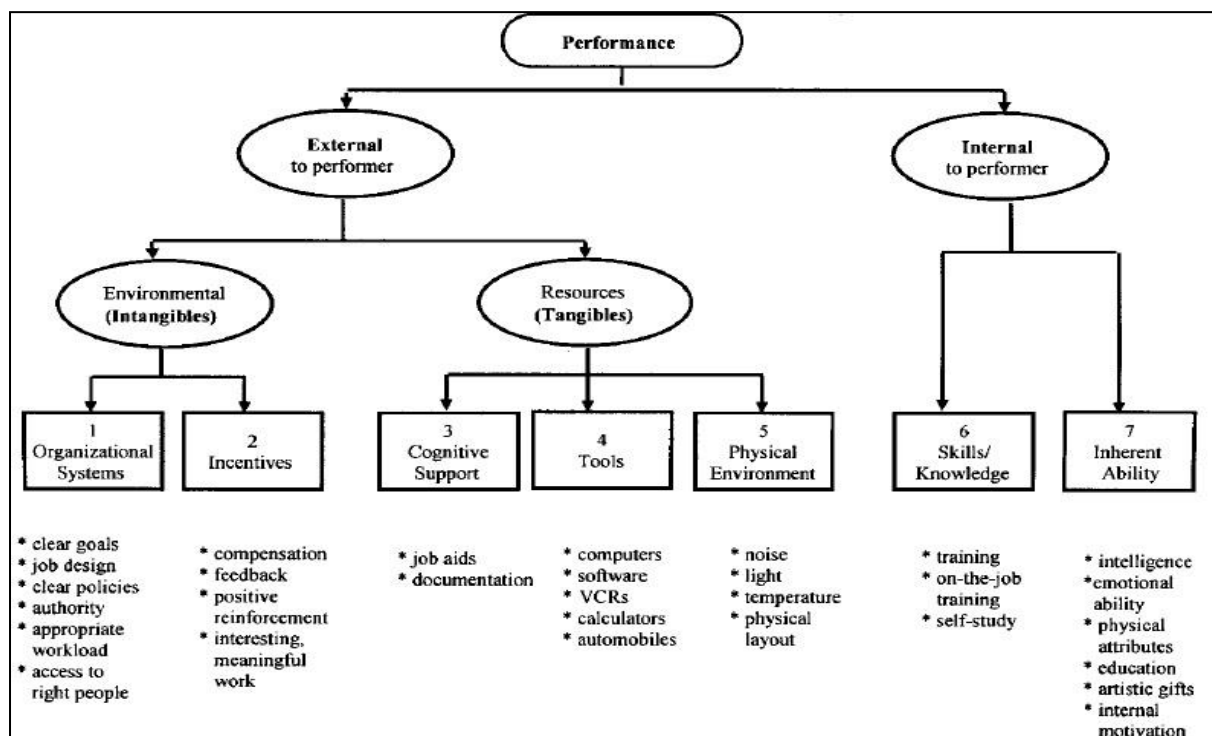 Performance
External
to performer
Internal
to performer
Environmental
(Intangibles)
Resources
(Tangibles)
1
Organizational
Systems
2
Incentives
3
Cognitive
Support
4
Tools
5
Physical
Environment
6
Skills/
Knowledge
7
Inherent
Ability
* clear goals
* job design
* clear policies
* authority
* appropriate
workload
* access to
right people
* compensation
* feedback
* positive
reinforcement
* interesting,
meaningful
work
* job aids
* documentation
* computers
* software
* VCRs
* calculators
* automobiles
* noise
* light
* temperature
* physical
layout
* training
* on-the-job
training
* self-study
* intelligence
*emotional
ability
* physical
attributes
* education
* artistic gifts
* internal
motivation